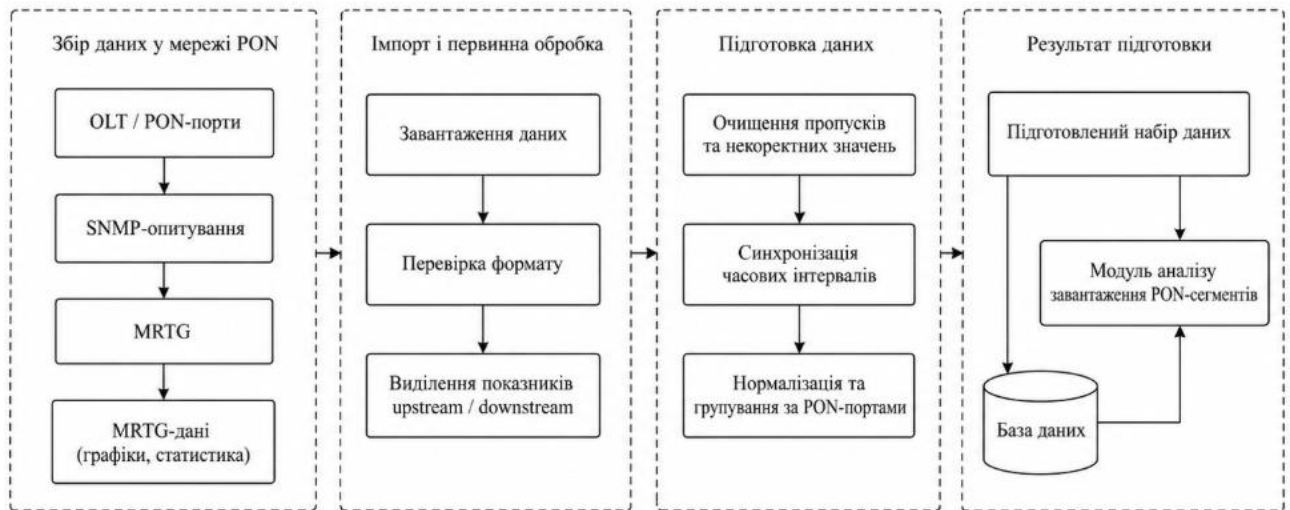 Збір даних у мережі PON
OLT / PON-порти
SNMP-опитування
MRTG
MRTG-дані
(графіки, статистика)
Імпорт і первинна обробка
Завантаження даних
Перевірка формату
Виділення показників
upstream / downstream
Підготовка даних
Очищення пропусків
та некоректних значень
Синхронізація
часових інтервалів
Нормалізація та
групування за PON-портами
Результат підготовки
Підготовлений набір даних
Модуль аналізу
завантаження PON-сегментів
База даних